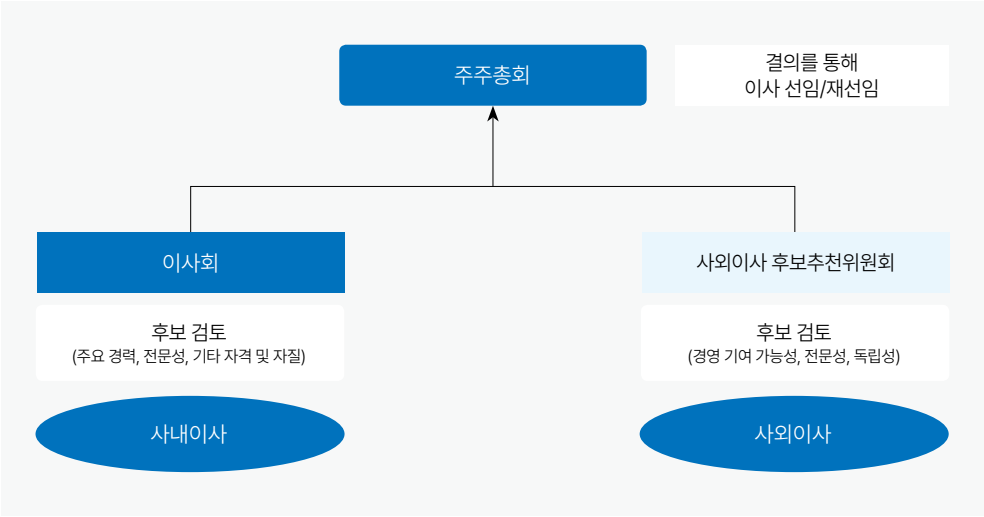 주주총회
결의를 통해
이사 선임/재선임
이사회
사외이사 후보추천위원회
후보 검토
(주요 경력, 전문성, 기타 자격 및 자질)
후보 검토
(경영 기여 가능성, 전문성, 독립성)
사내이사
사외이사